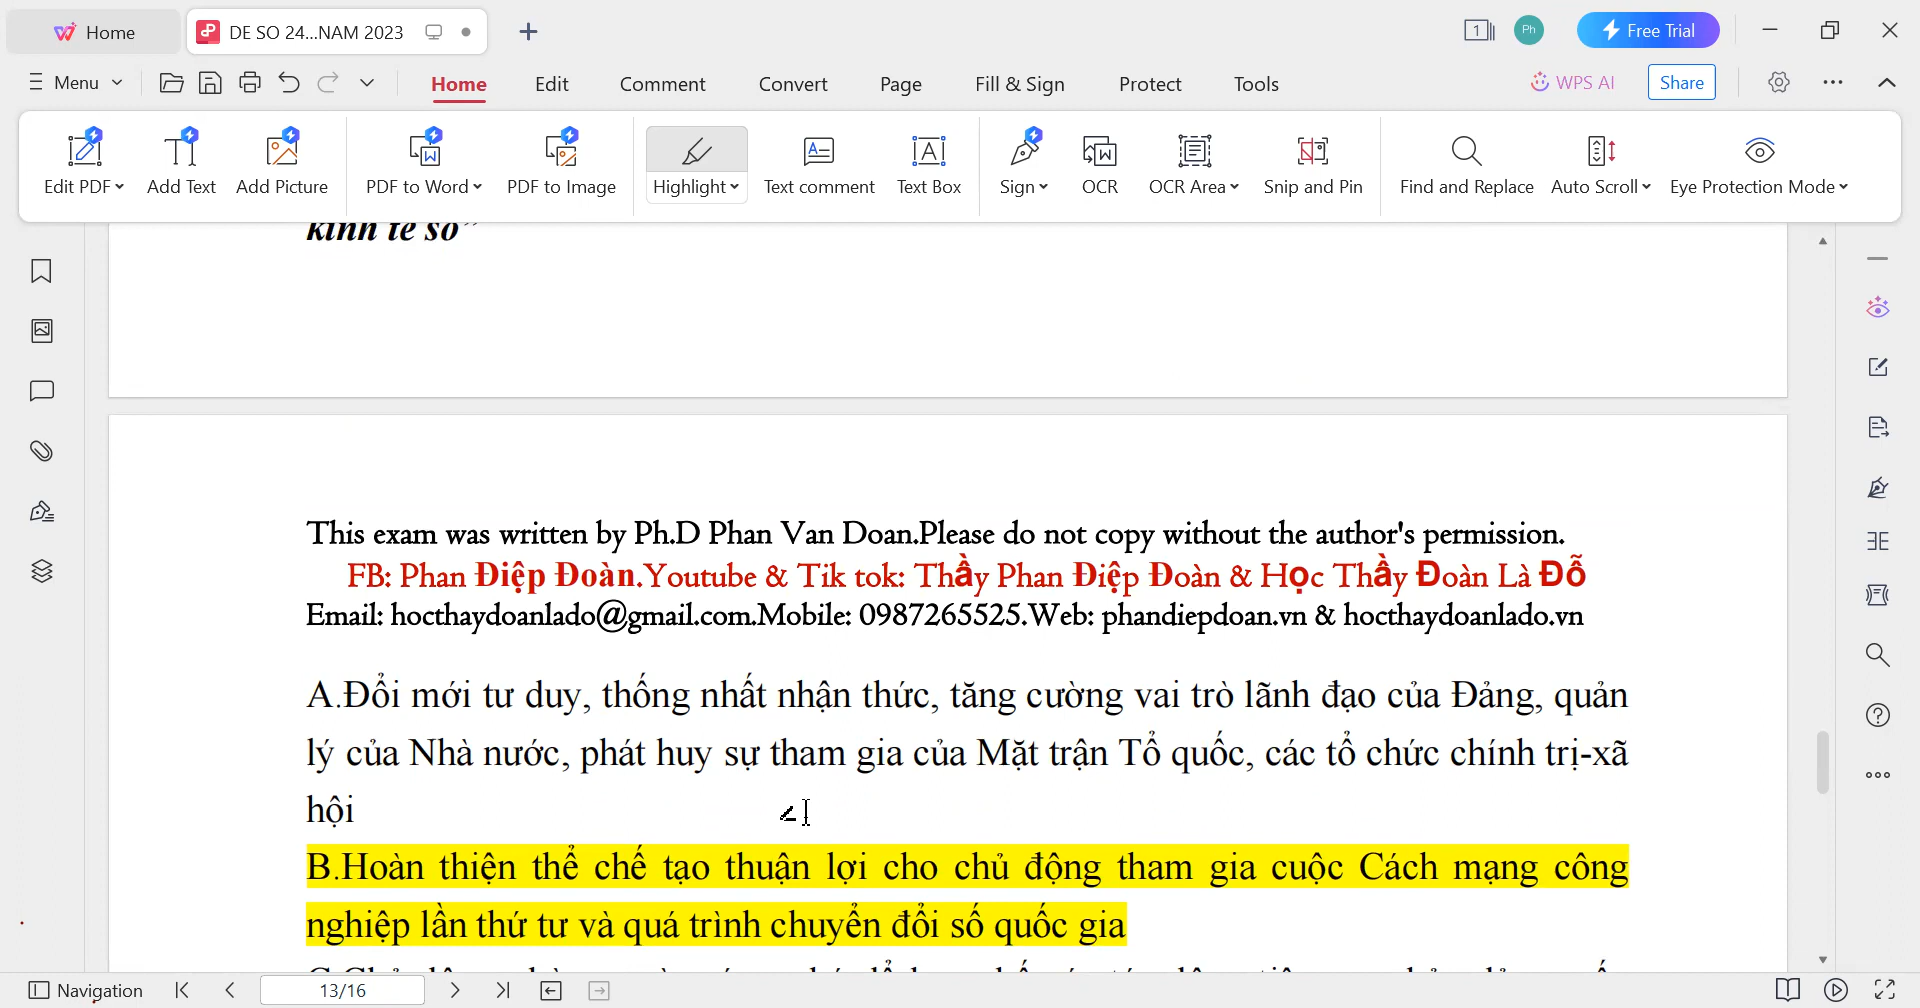 Home
DE SO 24...NAM 2023
1
Ph
Free Trial
Menu
Home
Edit
Comment
Convert
Page
Fill & Sign
Protect
Tools
WPS AI
Share
Edit PDF
Add Text
Add Picture
PDF to Word
PDF to Image
Highlight
Text comment
Text Box
Sign
OCR
OCR Area
Snip and Pin
Find and Replace
Auto Scroll
Eye Protection Mode
kinh tế số”
This exam was written by Ph.D Phan Van Doan.Please do not copy without the author's permission.
FB: Phan Điệp Đoàn.Youtube & Tik tok: Thầy Phan Điệp Đoàn & Học Thầy Đoàn Là Đỗ
Email: hocthaydoanlado@gmail.com.Mobile: 0987265525.Web: phandiepdoan.vn & hocthaydoanlado.vn
A.Đổi mới tư duy, thống nhất nhận thức, tăng cường vai trò lãnh đạo của Đảng, quản
lý của Nhà nước, phát huy sự tham gia của Mặt trận Tổ quốc, các tổ chức chính trị-xã
hội
B.Hoàn thiện thể chế tạo thuận lợi cho chủ động tham gia cuộc Cách mạng công
nghiệp lần thứ tư và quá trình chuyển đổi số quốc gia
Navigation
13/16